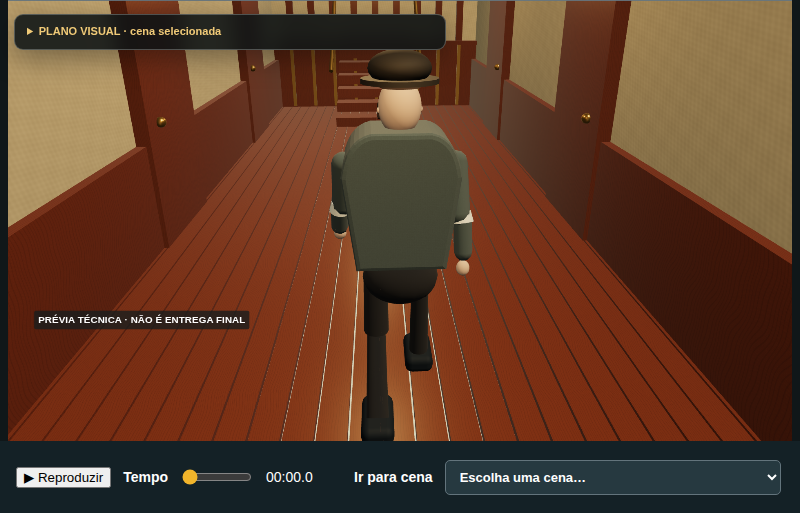 ▶ PLANO VISUAL · cena selecionada
PRÉVIA TÉCNICA · NÃO É ENTREGA FINAL
▶ Reproduzir Tempo 00:00.0 Ir para cena Escolha uma cena…